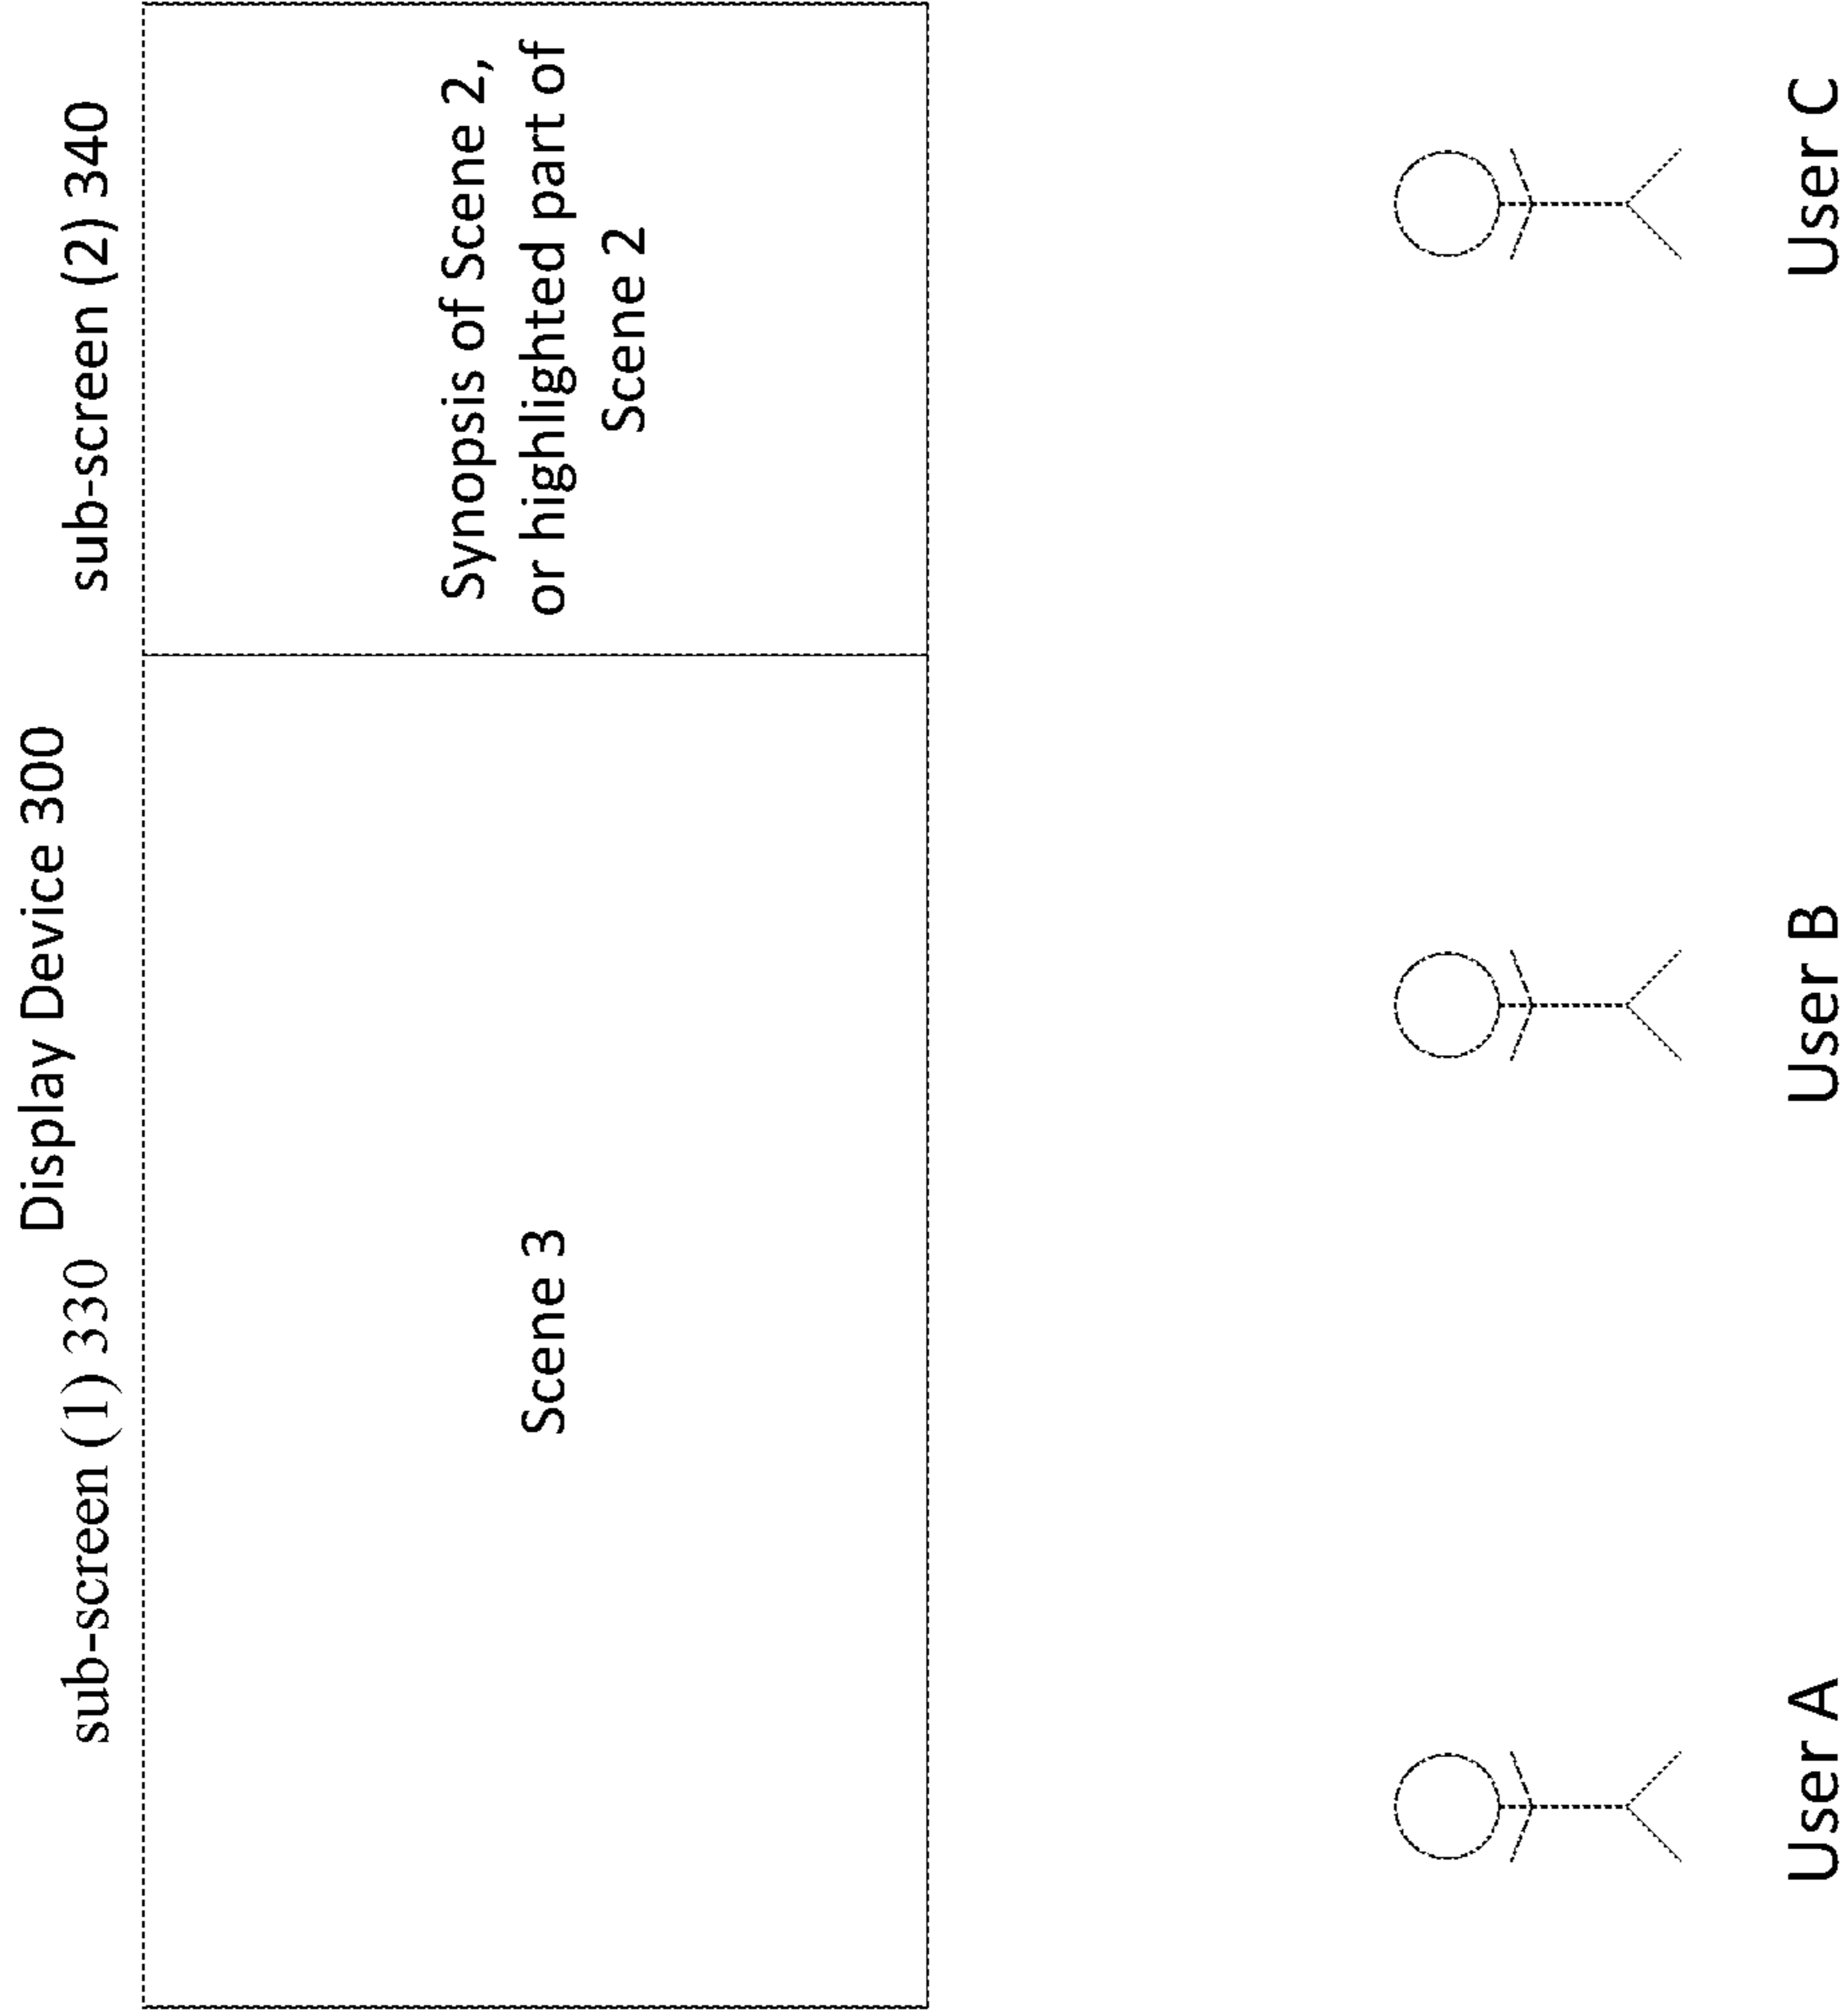 Display Device 300
sub-screen (1) 330
sub-screen (2) 340
Scene 3
Synopsis of Scene 2,
or highlighted part of
Scene 2
User A
User B
User C